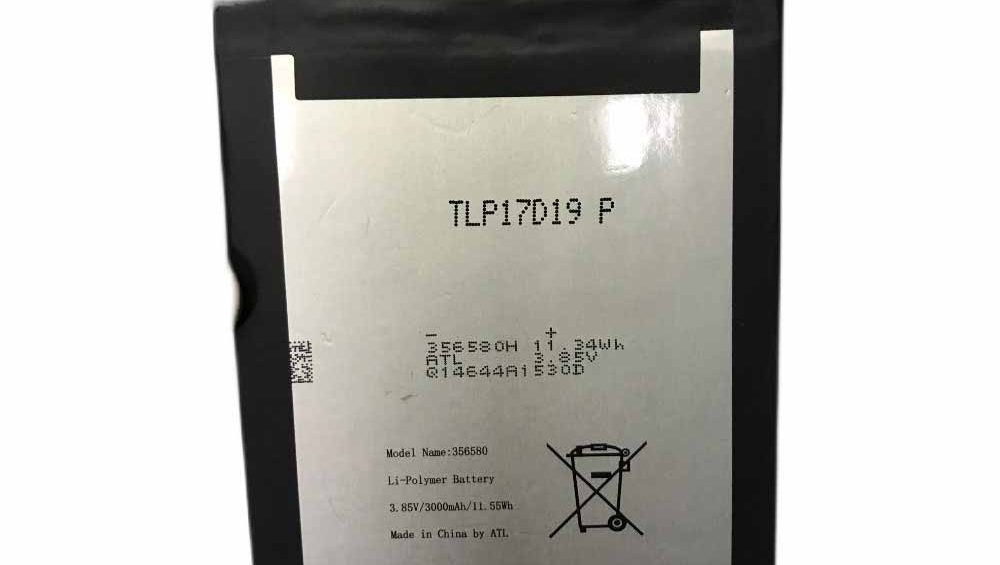 TLP17D19 P
- +
356580H 11.34Wh
ATL 3.85V
Q14644A1530D
Model Name:356580
Li-Polymer Battery
3.85V/3000mAh/11.55Wh
Made in China by ATL